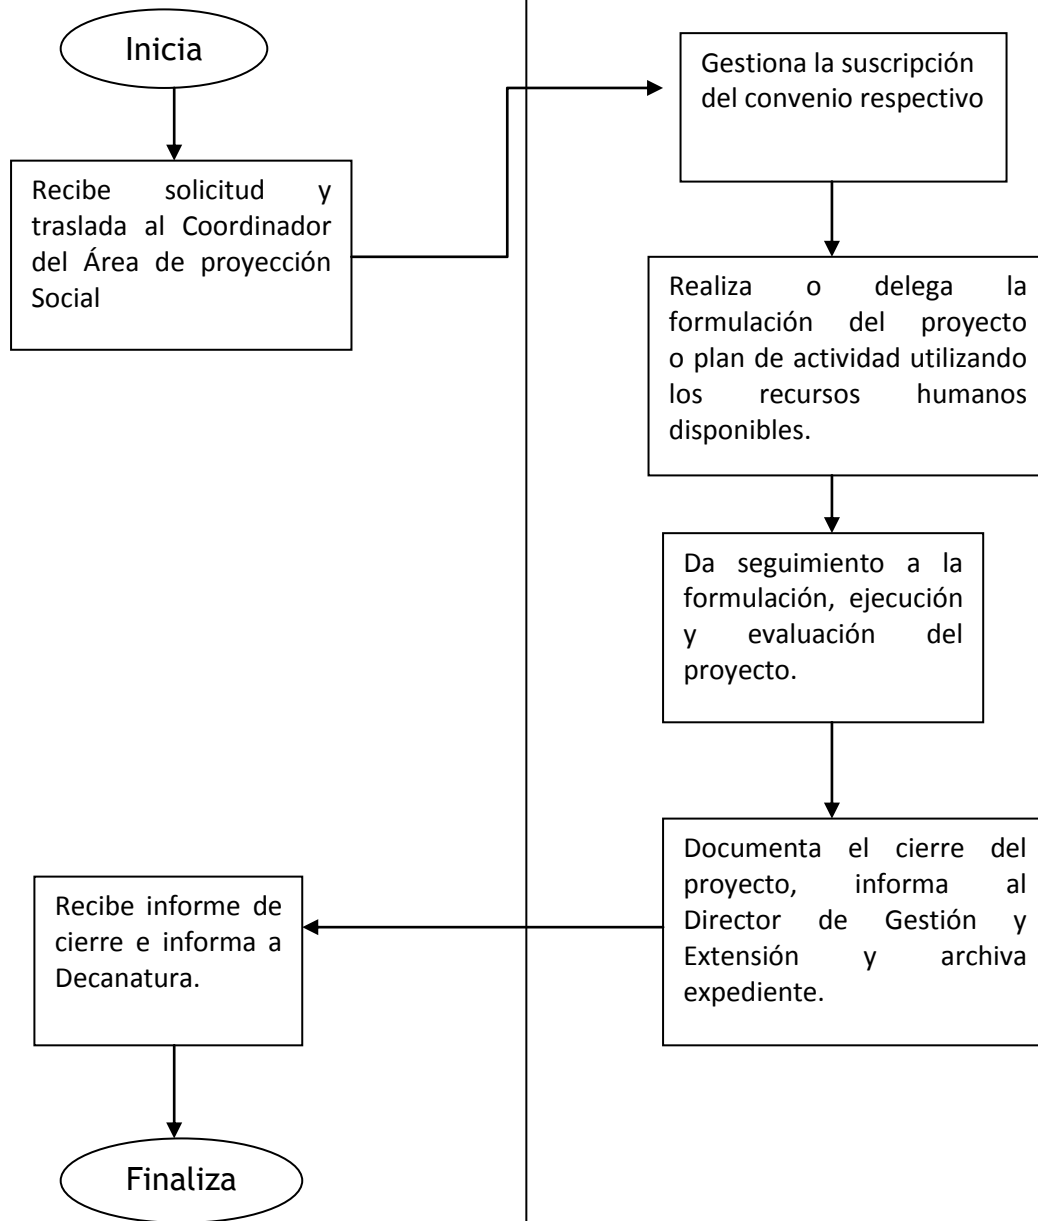 Inicia
Recibe solicitud y
traslada al Coordinador
del Área de proyección
Social
Gestiona la suscripción
del convenio respectivo
Realiza o delega la
formulación del proyecto
o plan de actividad utilizando
los recursos humanos
disponibles.
Da seguimiento a la
formulación, ejecución
y evaluación del
proyecto.
Documenta el cierre del
proyecto, informa al
Director de Gestión y
Extensión y archiva
expediente.
Recibe informe de
cierre e informa a
Decanatura.
Finaliza